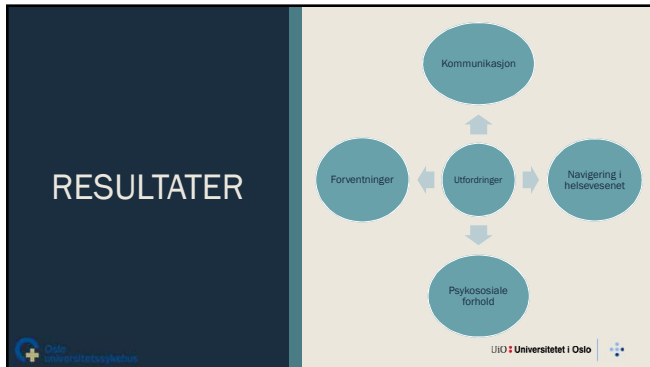 RESULTATER
Kommunikasjon
Forventninger
Utfordringer
Navigering i
helsevesenet
Psykososiale
forhold
Oslo
universitetssykehus
UiO Universitetet i Oslo